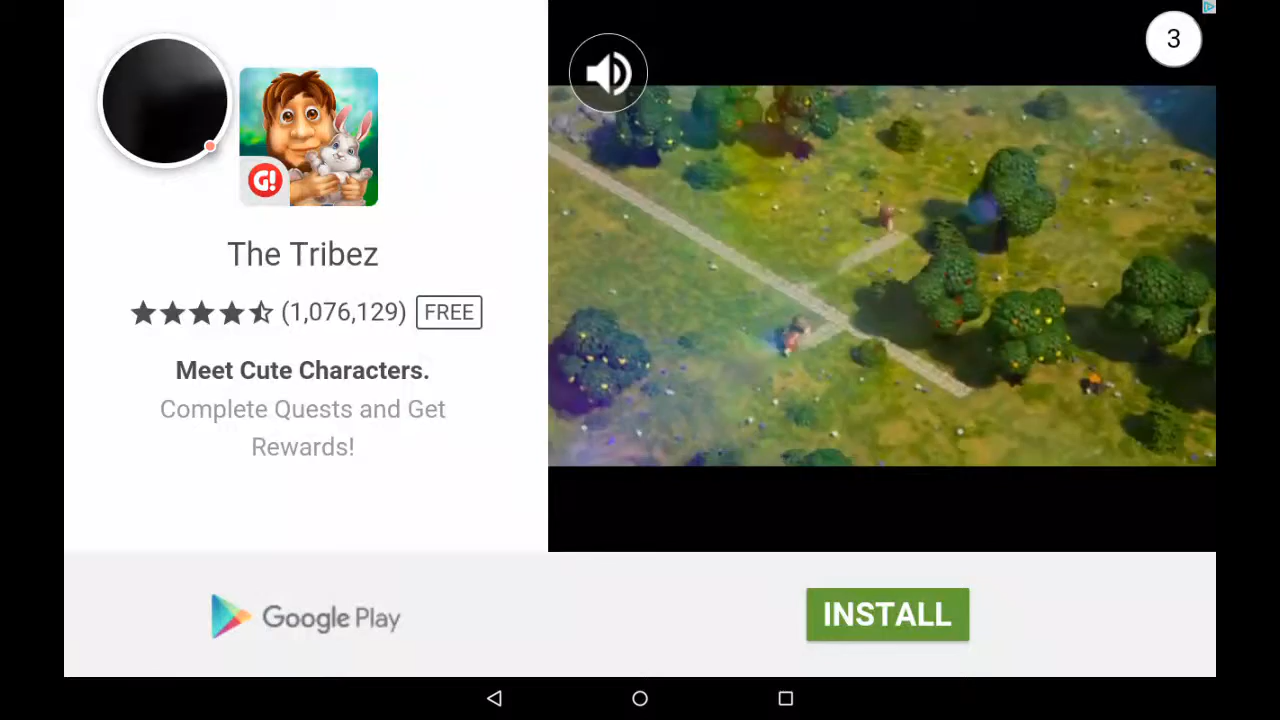 3
G!
The Tribez
(1,076,129) FREE
Meet Cute Characters.
Complete Quests and Get
Rewards!
Google Play
INSTALL